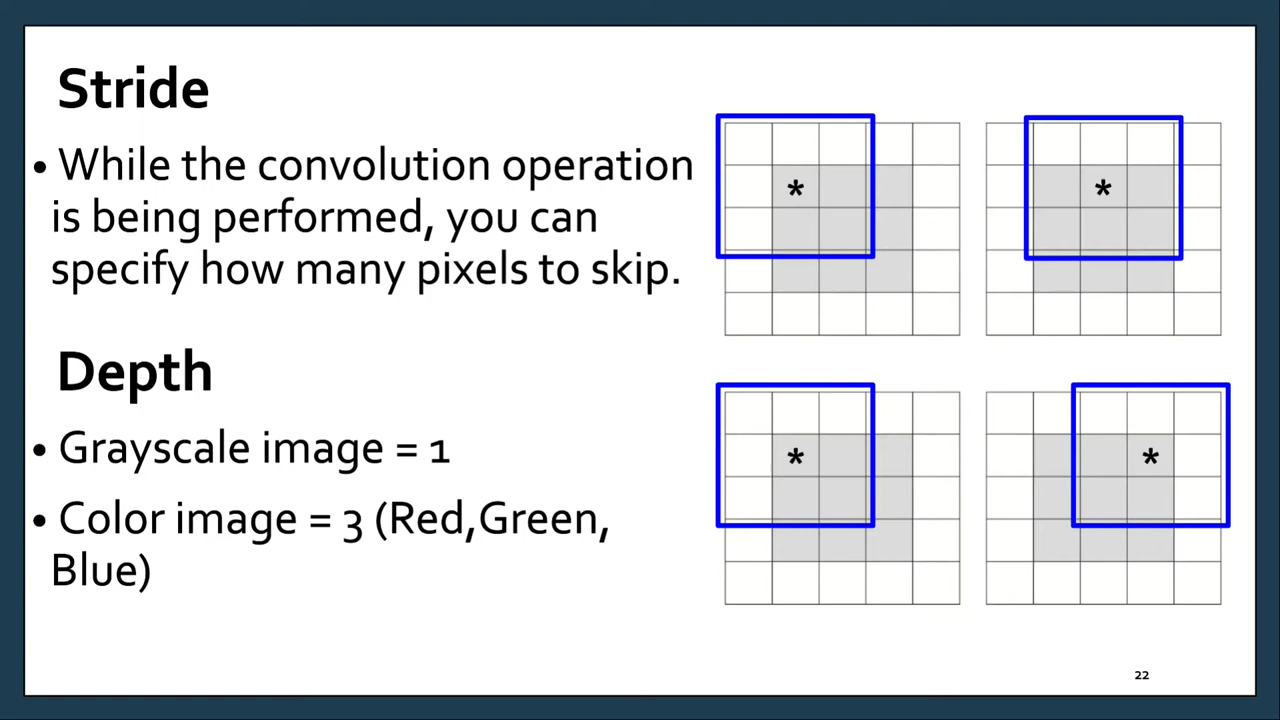 Stride
• While the convolution operation
is being performed, you can
specify how many pixels to skip.
Depth
• Grayscale image = 1
• Color image = 3 (Red,Green,
Blue)
* *
* *
22